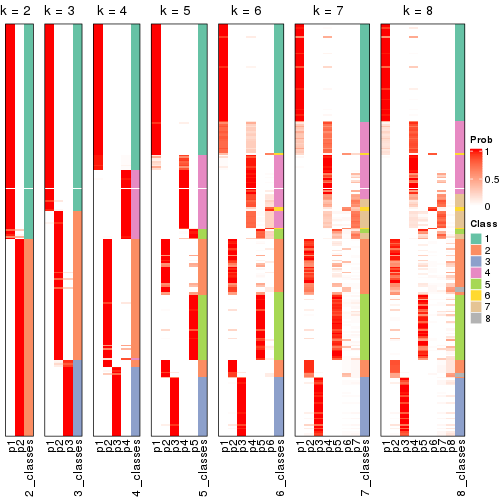 k = 2 k = 3 k = 4 k = 5 k = 6 k = 7 k = 8
Prob
1
0.5
0
Class
1
2
3
4
5
6
7
8
p1 p2 2_classes
p1 p2 p3 3_classes
p1 p2 p3 p4 4_classes
p1 p2 p3 p4 p5 5_classes
p1 p2 p3 p4 p5 p6 6_classes
p1 p2 p3 p4 p5 p6 p7 7_classes
p1 p2 p3 p4 p5 p6 p7 p8 8_classes